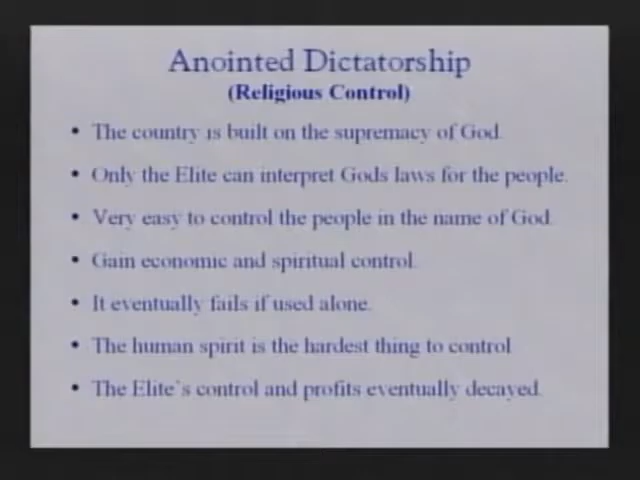 Anointed Dictatorship
(Religious Control)
• The country is built on the supremacy of God.
• Only the Elite can interpret Gods laws for the people.
• Very easy to control the people in the name of God.
• Gain economic and spiritual control.
• It eventually fails if used alone.
• The human spirit is the hardest thing to control
• The Elite's control and profits eventually decayed.